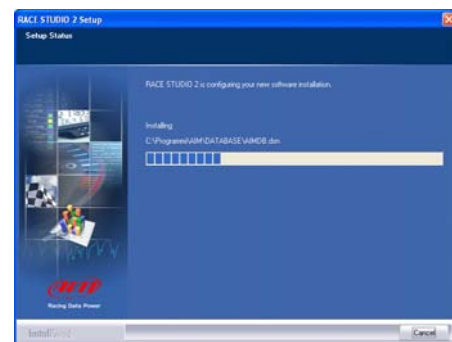 RACE STUDIO 2 Setup
Setup Status
RACE STUDIO 2 is configuring your new software installation.
Installing
C:\Programmi\AIM\DATABASE\AIMDB.dsn
AIM
Racing Data Power
InstallShield
Cancel